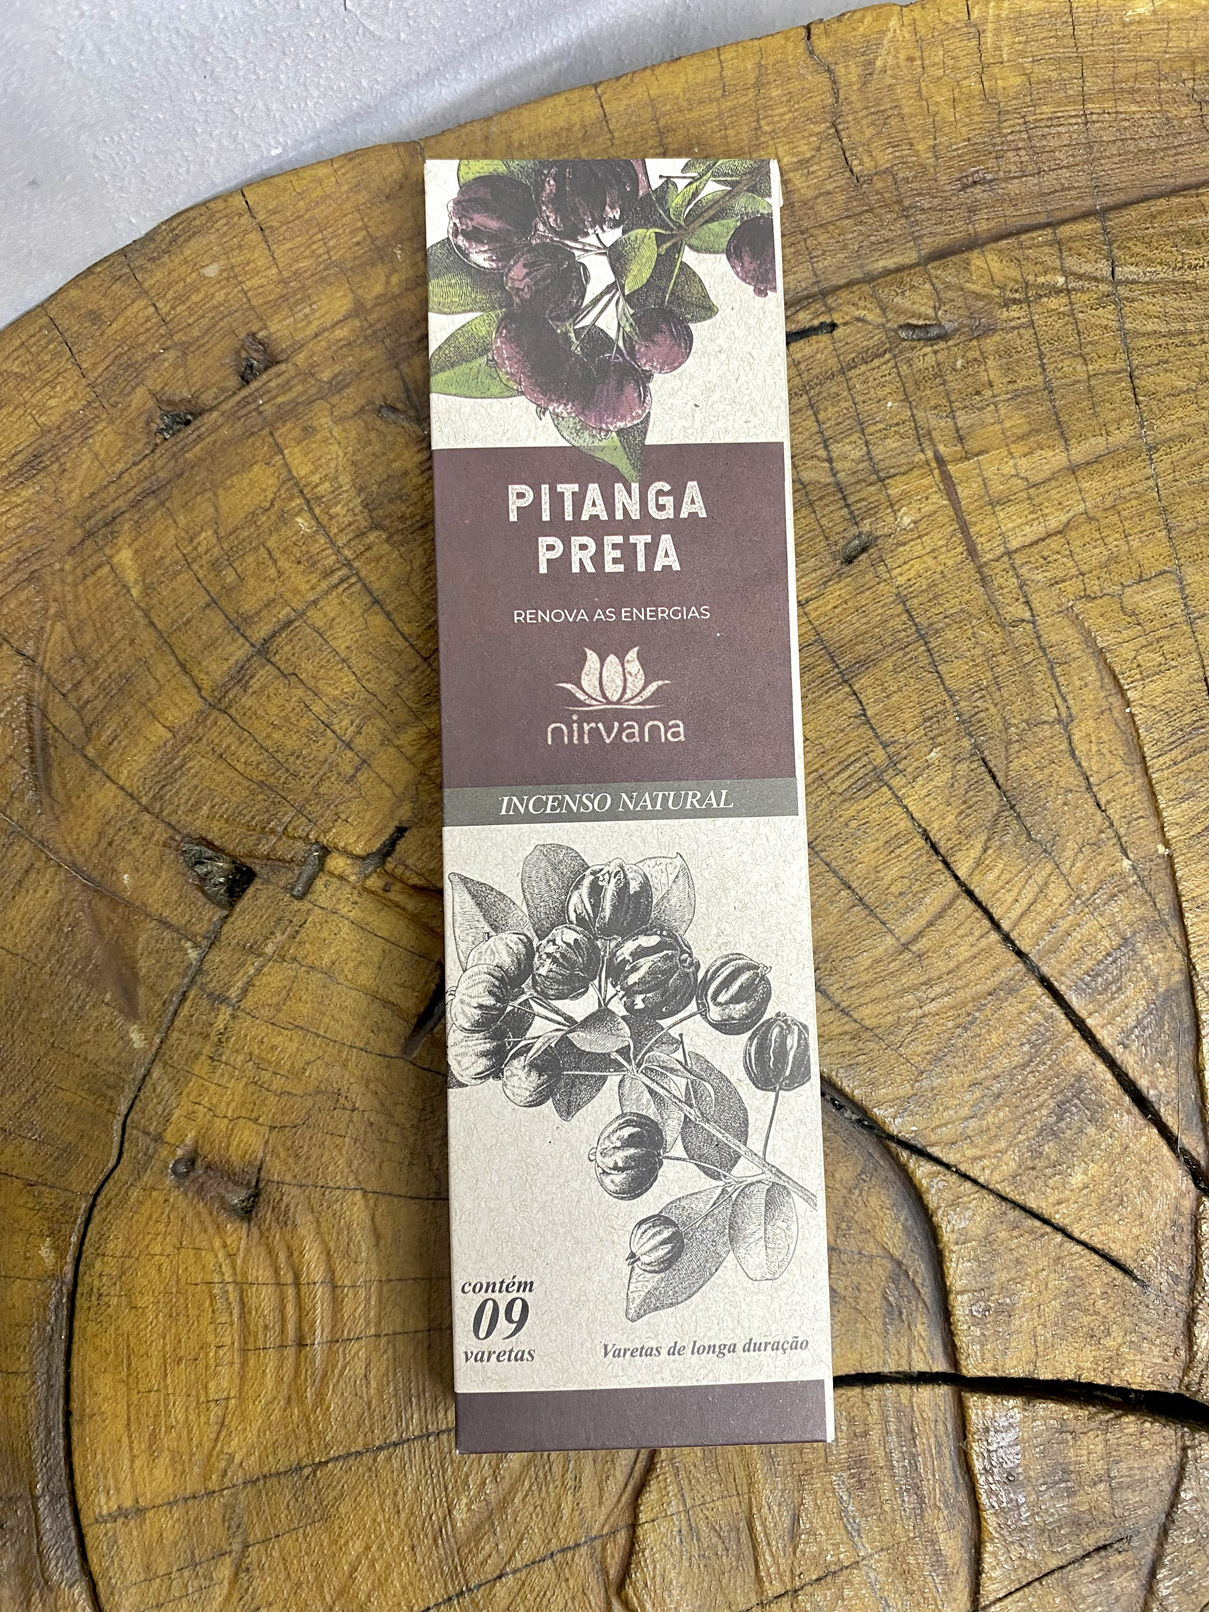 PITANGA
PRETA
RENOVA AS ENERGIAS
nirvana
INCENSO NATURAL
contém
09
varetas
Varetas de longa duração